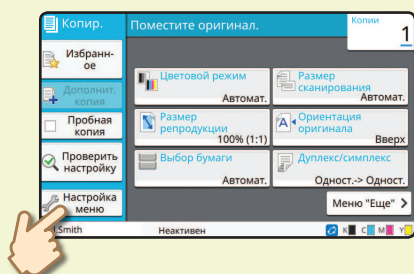 Копир.
Поместите оригинал.
Копии
1
Избранн-
ое
Дополнит.
копия
Пробная
копия
Проверить
настройку
Настройка
меню
Цветовой режим
Автомат.
Размер
сканирования
Автомат.
Размер
репродукции
100% (1:1)
Ориентация
оригинала
Вверх
Выбор бумаги
Автомат.
Дуплекс/симплекс
Одност.-> Одност.
Меню "Еще"
.Smith
Неактивен
K C M Y